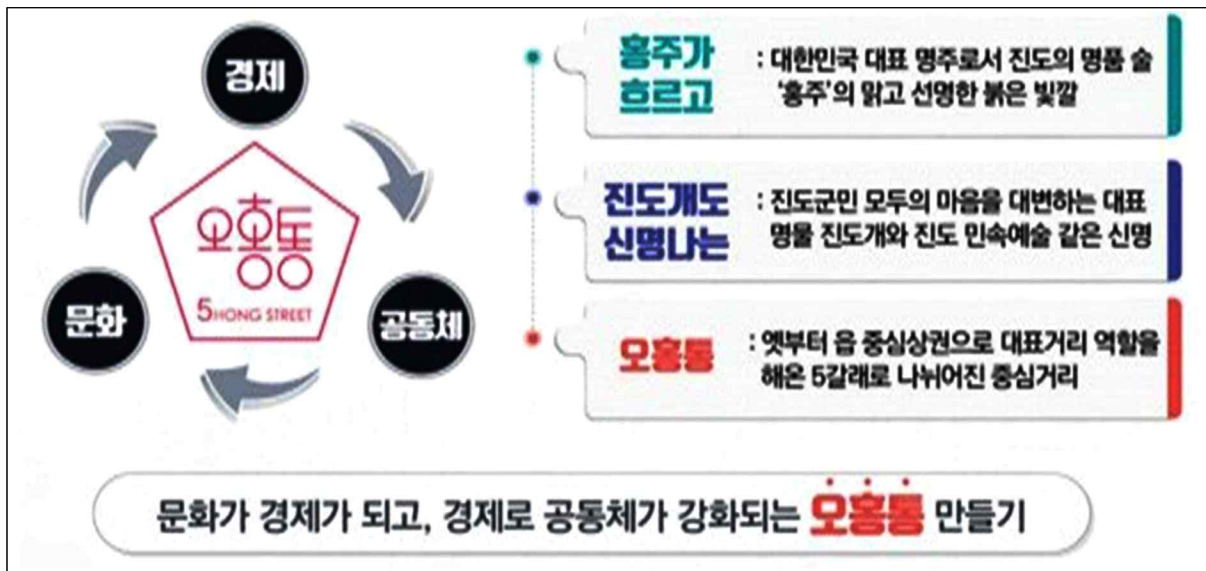 경제
문화
공동체
오홍통
5HONG STREET
홍주가
흐르고
: 대한민국 대표 명주로서 진도의 명품 술
'홍주'의 맑고 선명한 붉은 빛깔
진도개도
신명나는
: 진도군민 모두의 마음을 대변하는 대표
명물 진도개와 진도 민속예술 같은 신명
오홍통
: 옛부터 읍 중심상권으로 대표거리 역할을
해온 5갈래로 나뉘어진 중심거리
문화가 경제가 되고, 경제로 공동체가 강화되는 오홍통 만들기